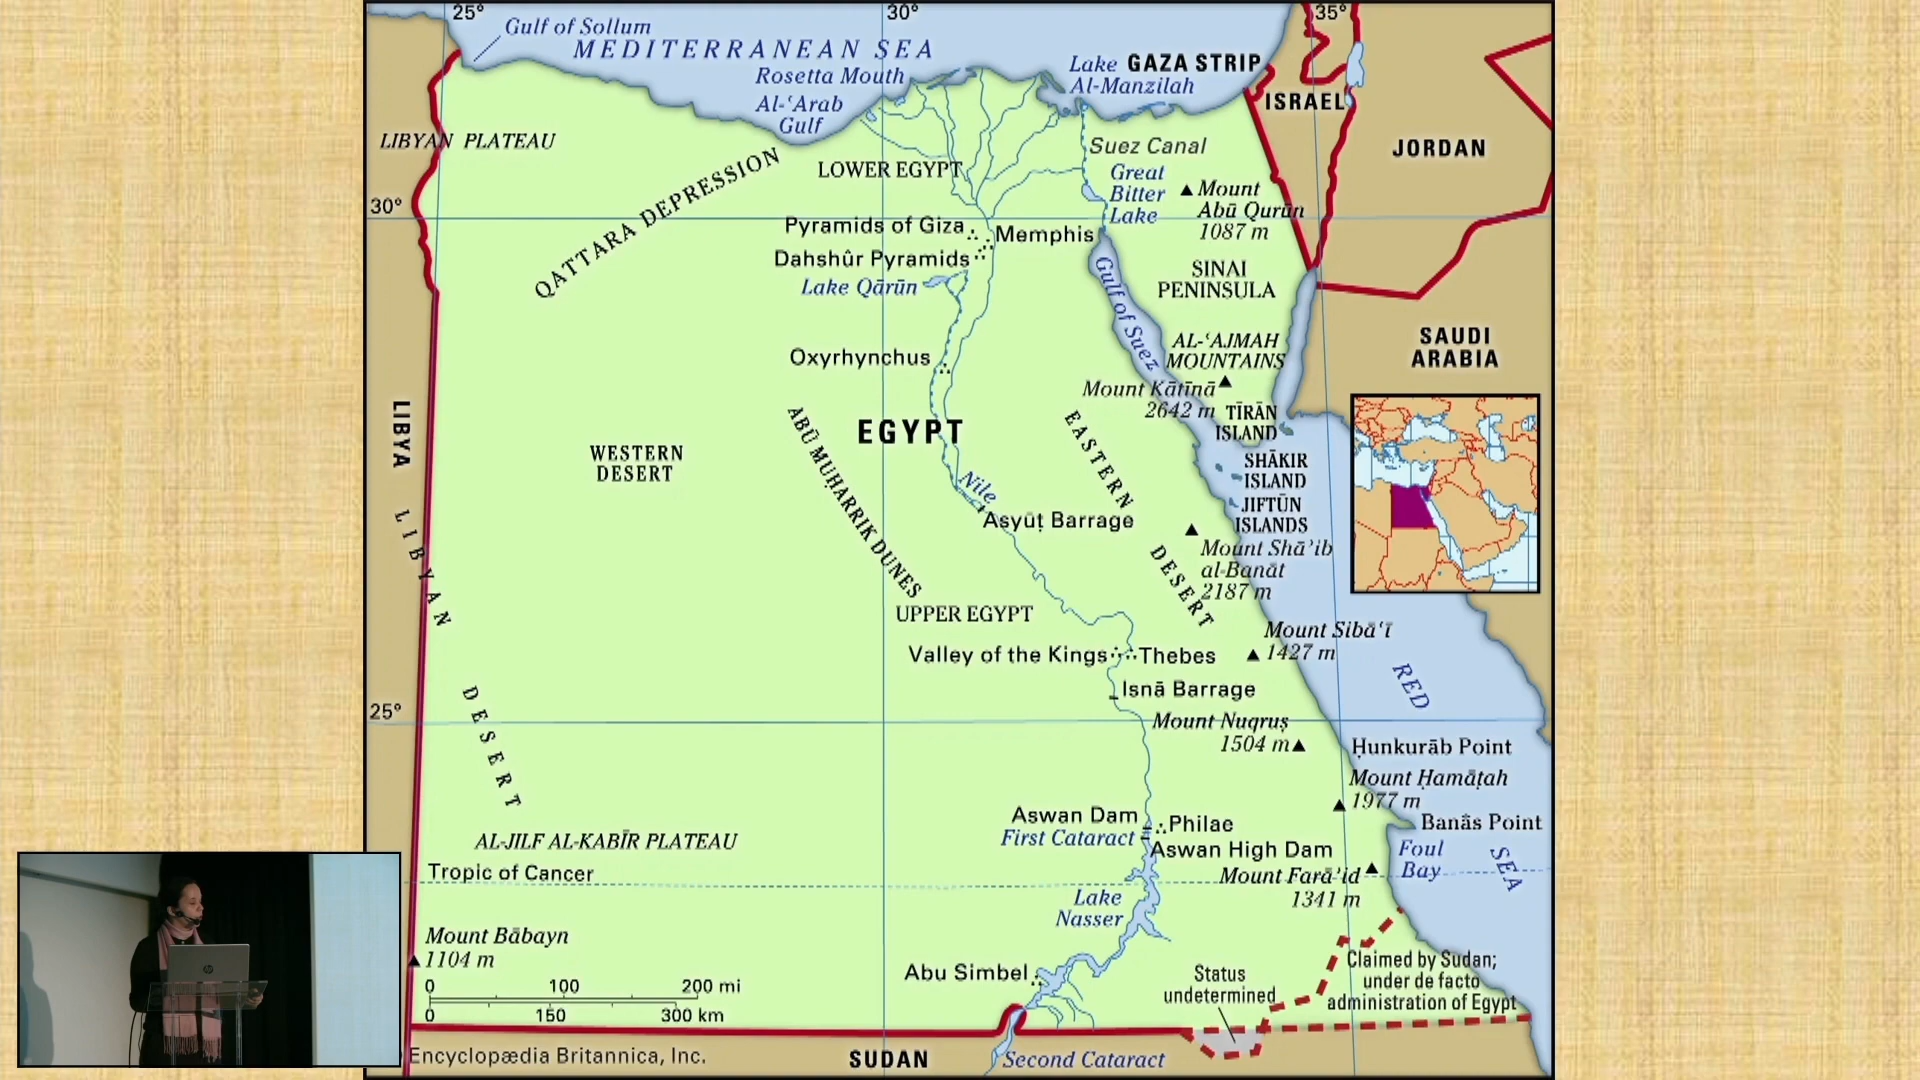 25°
30°
35°
Gulf of Sollum
MEDITERRANEAN SEA
Rosetta Mouth
Al-ʻArab
Gulf
Lake
Al-Manzilah
GAZA STRIP
ISRAEL
JORDAN
LIBYAN PLATEAU
QATTARA DEPRESSION
LOWER EGYPT
Suez Canal
Great
Bitter
Lake
Mount
Abū Qurūn
1087 m
30°
Pyramids of Giza
Memphis
Dahshûr Pyramids
Lake Qārūn
Gulf of Suez
SINAI
PENINSULA
SAUDI
ARABIA
AL-ʻAJMAH
MOUNTAINS
Oxyrhynchus
Mount Kātīnā
2642 m
TĪRĀN
ISLAND
LIBYA
EGYPT
WESTERN
DESERT
ABŪ MUHARRIK DUNES
EASTERN
DESERT
SHĀKIR
ISLAND
JIFTŪN
ISLANDS
Nile
Asyūṭ Barrage
Mount Shāʼib
al-Banāt
2187 m
LIBYAN
DESERT
UPPER EGYPT
Mount Sibāʻī
1427 m
Valley of the Kings
Thebes
RED
SEA
Isnā Barrage
25°
Mount Nuqruṣ
1504 m
Ḥunkurāb Point
Mount Ḥamāṭah
1977 m
Aswan Dam
First Cataract
Philae
Banās Point
AL-JILF AL-KABĪR PLATEAU
Aswan High Dam
Foul
Bay
Tropic of Cancer
Mount Farāʼid
1341 m
Lake
Nasser
Mount Bābayn
1104 m
Abu Simbel
Status
undetermined
Claimed by Sudan;
under de facto
administration of Egypt
0 100 200 mi
0 150 300 km
Encyclopædia Britannica, Inc.
SUDAN
Second Cataract
hp